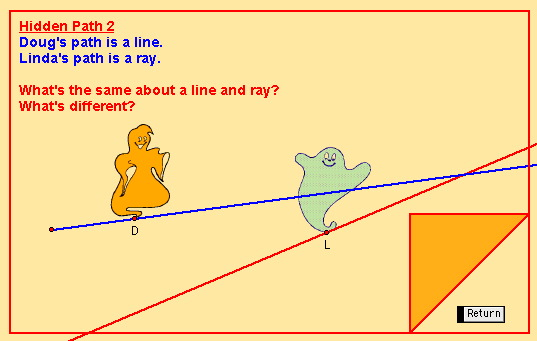 Hidden Path 2
Doug's path is a line.
Linda's path is a ray.
What's the same about a line and ray?
What's different?
D
L
Return